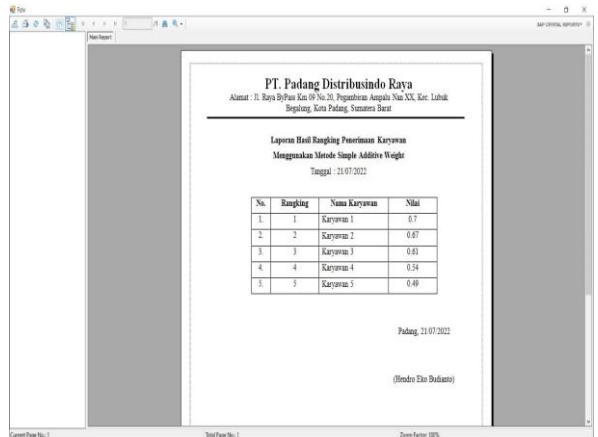 SAP CRYSTAL REPORTS®
Main Report
PT. Padang Distribusindo Raya
Alamat : Jl. Raya ByPass Km 09 No.20, Pegambiran Ampalu Nan XX, Kec. Lubuk
Begalung, Kota Padang, Sumatera Barat
Laporan Hasil Rangking Penerimaan Karyawan
Menggunakan Metode Simple Additive Weight
Tanggal : 21/07/2022
No. Rangking Nama Karyawan Nilai
1. 1 Karyawan 1 0.7
2. 2 Karyawan 2 0.67
3. 3 Karyawan 3 0.61
4. 4 Karyawan 4 0.54
5. 5 Karyawan 5 0.49
Padang, 21/07/2022
(Hendro Eko Budianto)
Current Page No.: 1 Total Page No.: 1 Zoom Factor: 100%